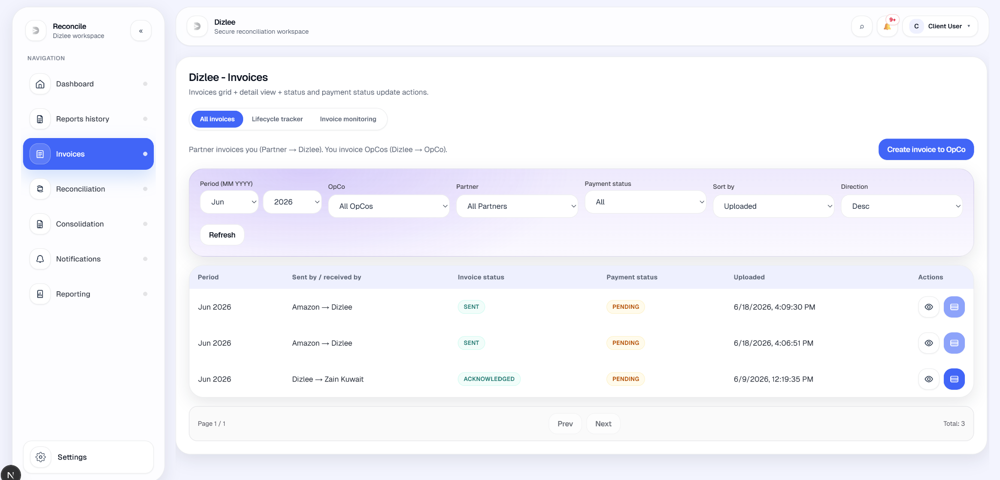 Reconcile
Dizlee workspace
«
NAVIGATION
Dashboard
Reports history
Invoices
Reconciliation
Consolidation
Notifications
Reporting
Settings
N
Dizlee
Secure reconciliation workspace
9+
C Client User
Dizlee - Invoices
Invoices grid + detail view + status and payment status update actions.
All invoices Lifecycle tracker Invoice monitoring
Partner invoices you (Partner → Dizlee). You invoice OpCos (Dizlee → OpCo).
Create invoice to OpCo
Period (MM YYYY) OpCo Partner Payment status Sort by Direction
Jun 2026 All OpCos All Partners All Uploaded Desc
Refresh
Period Sent by / received by Invoice status Payment status Uploaded Actions
Jun 2026 Amazon → Dizlee SENT PENDING 6/18/2026, 4:09:30 PM
Jun 2026 Amazon → Dizlee SENT PENDING 6/18/2026, 4:06:51 PM
Jun 2026 Dizlee → Zain Kuwait ACKNOWLEDGED PENDING 6/9/2026, 12:19:35 PM
Page 1 / 1 Prev Next Total: 3